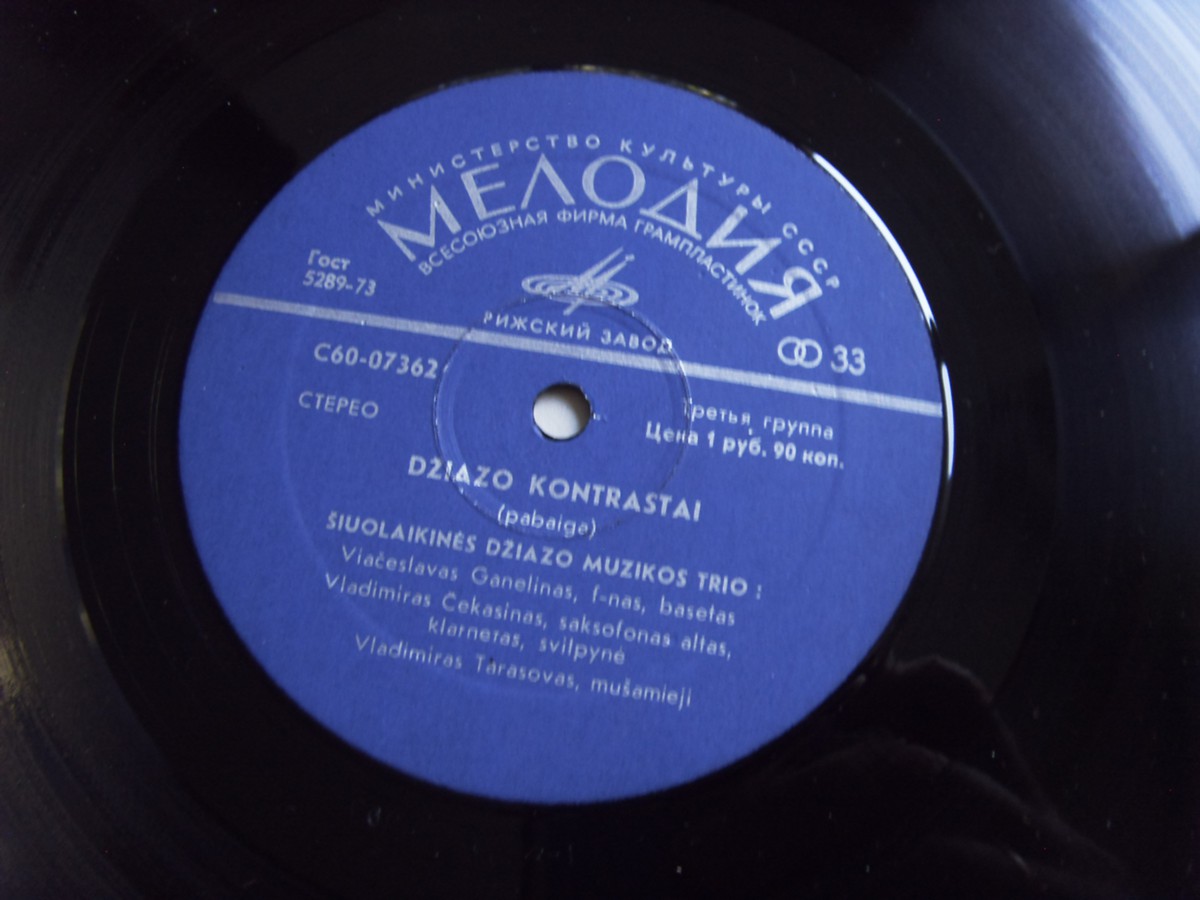 МИНИСТЕРСТВО КУЛЬТУРЫ СССР
МЕЛОДИЯ
ВСЕСОЮЗНАЯ ФИРМА ГРАМПЛАСТИНОК
Гост
5289-73
РИЖСКИЙ ЗАВОД
33
С60-07362
СТЕРЕО
Третья группа
Цена 1 руб. 90 коп.
DŽIAZO KONTRASTAI
(pabaiga)
ŠIUOLAIKINĖS DŽIAZO MUZIKOS TRIO :
Viačeslavas Ganelinas, f-nas, basetas
Vladimiras Čekasinas, saksofonas altas,
klarnetas, svilpynė
Vladimiras Tarasovas, mušamieji